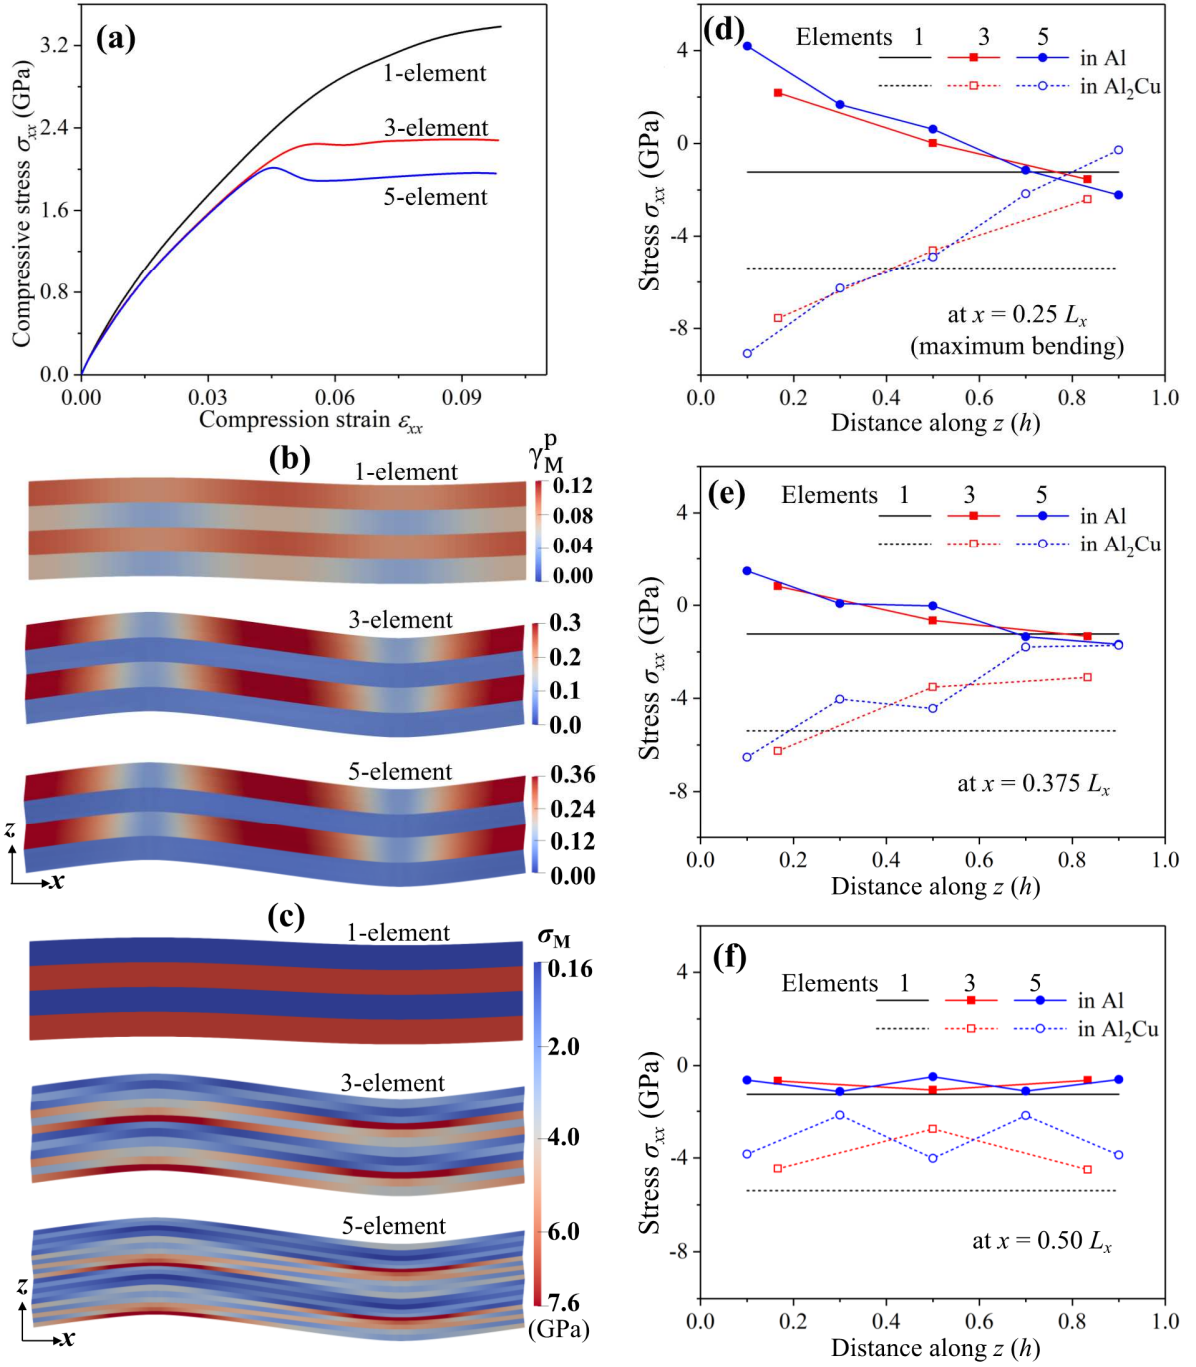 (a)
Compressive stress σxx (GPa)
3.2
2.4
1.6
0.8
0.0
1-element
3-element
5-element
0.00 0.03 0.06 0.09
Compression strain εxx
(b)
γMp
1-element
0.12
0.08
0.04
0.00
3-element
0.3
0.2
0.1
0.0
5-element
0.36
0.24
0.12
0.00
z
x
(c)
1-element
σM
0.16
2.0
3-element
4.0
5-element
6.0
7.6
(GPa)
z
x
(d)
Elements 1 3 5
in Al
in Al2Cu
Stress σxx (GPa)
4
0
-4
-8
at x = 0.25 Lx
(maximum bending)
0.0 0.2 0.4 0.6 0.8 1.0
Distance along z (h)
(e)
Elements 1 3 5
in Al
in Al2Cu
Stress σxx (GPa)
4
0
-4
-8
at x = 0.375 Lx
0.0 0.2 0.4 0.6 0.8 1.0
Distance along z (h)
(f)
Elements 1 3 5
in Al
in Al2Cu
Stress σxx (GPa)
4
0
-4
-8
at x = 0.50 Lx
0.0 0.2 0.4 0.6 0.8 1.0
Distance along z (h)